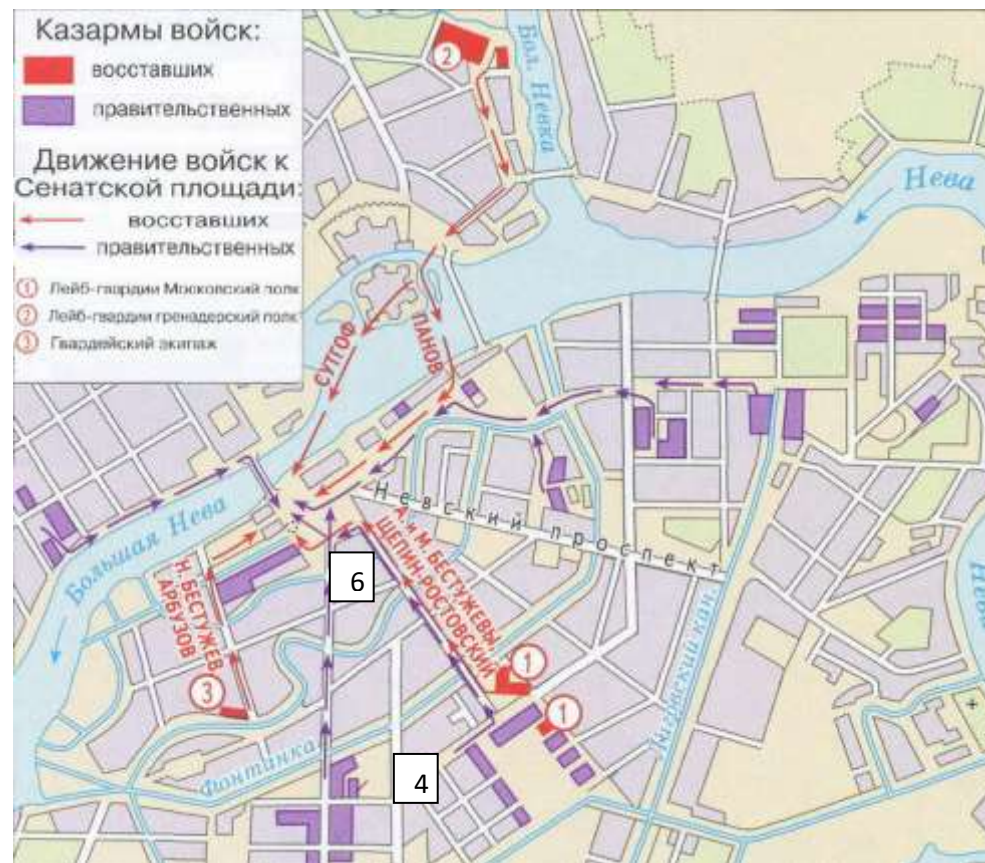 Казармы войск:
восставших
правительственных
Движение войск к
Сенатской площади:
восставших
правительственных
1 Лейб-гвардии Московский полк
2 Лейб-гвардии гренадерский полк
3 Гвардейский экипаж
2
Бол. Невка
Нева
СУТГОФ
ПАНОВ
Невский проспект
Большая Нева
Н. БЕСТУЖЕВ
АРБУЗОВ
6
А. и М. БЕСТУЖЕВЫ
ЩЕПИН-РОСТОВСКИЙ
Нева
3
1
1
Фонтанка
4